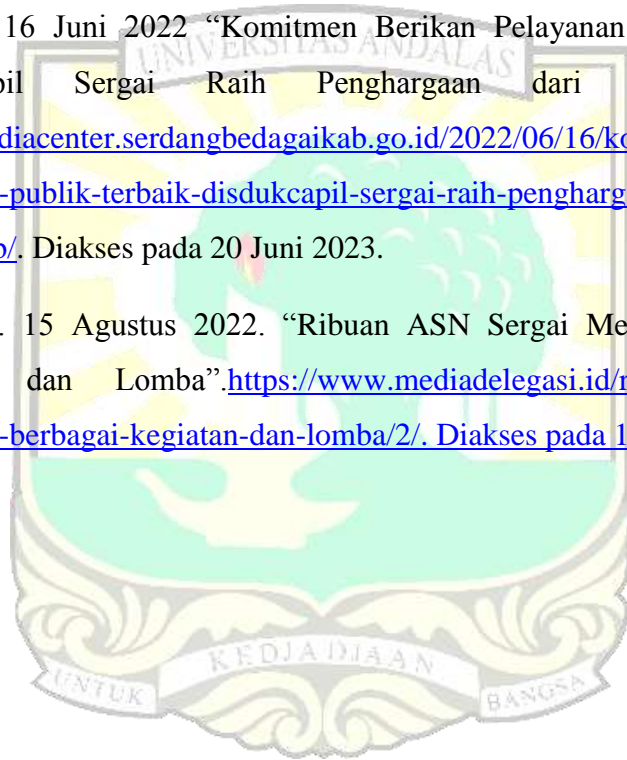 16 Juni 2022 “Komitmen Berikan Pelayanan
UNIVERSITAS ANDALAS
Sergai Raih Penghargaan dari
diacenter.serdangbedagaikab.go.id/2022/06/16/ko
-publik-terbaik-disdukcapil-sergai-raih-pengharg
/. Diakses pada 20 Juni 2023.
. 15 Agustus 2022. “Ribuan ASN Sergai Me
dan Lomba”.https://www.mediadelegasi.id/r
-berbagai-kegiatan-dan-lomba/2/. Diakses pada 1
KEDJADJAAN
UNTUK BANGSA